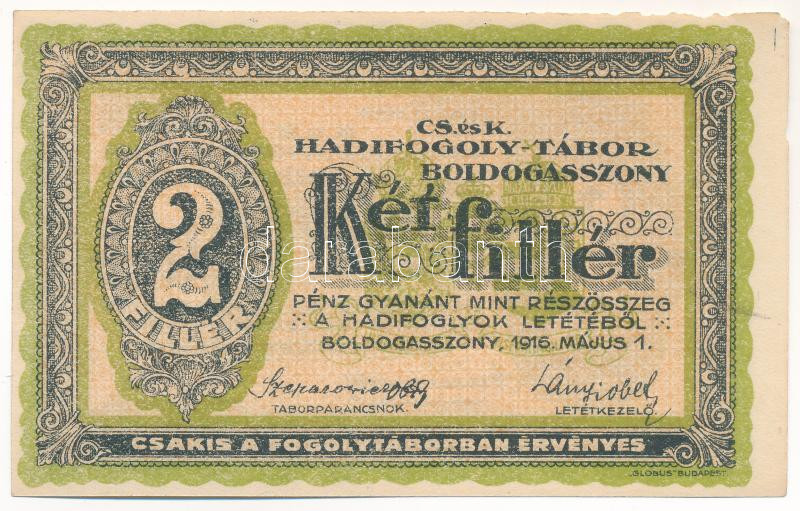 CS. és K.
HADIFOGOLY-TÁBOR
BOLDOGASSZONY
Két fillér
2
FILLÉR
PÉNZ GYANÁNT MINT RÉSZÖSSZEG
A HADIFOGLYOK LETÉTÉBŐL
BOLDOGASSZONY, 1916. MÁJUS 1.
TÁBORPARANCSNOK.
LETÉTKEZELŐ.
CSAKIS A FOGOLYTÁBORBAN ÉRVÉNYES
„GLOBUS" BUDAPEST
darabanth